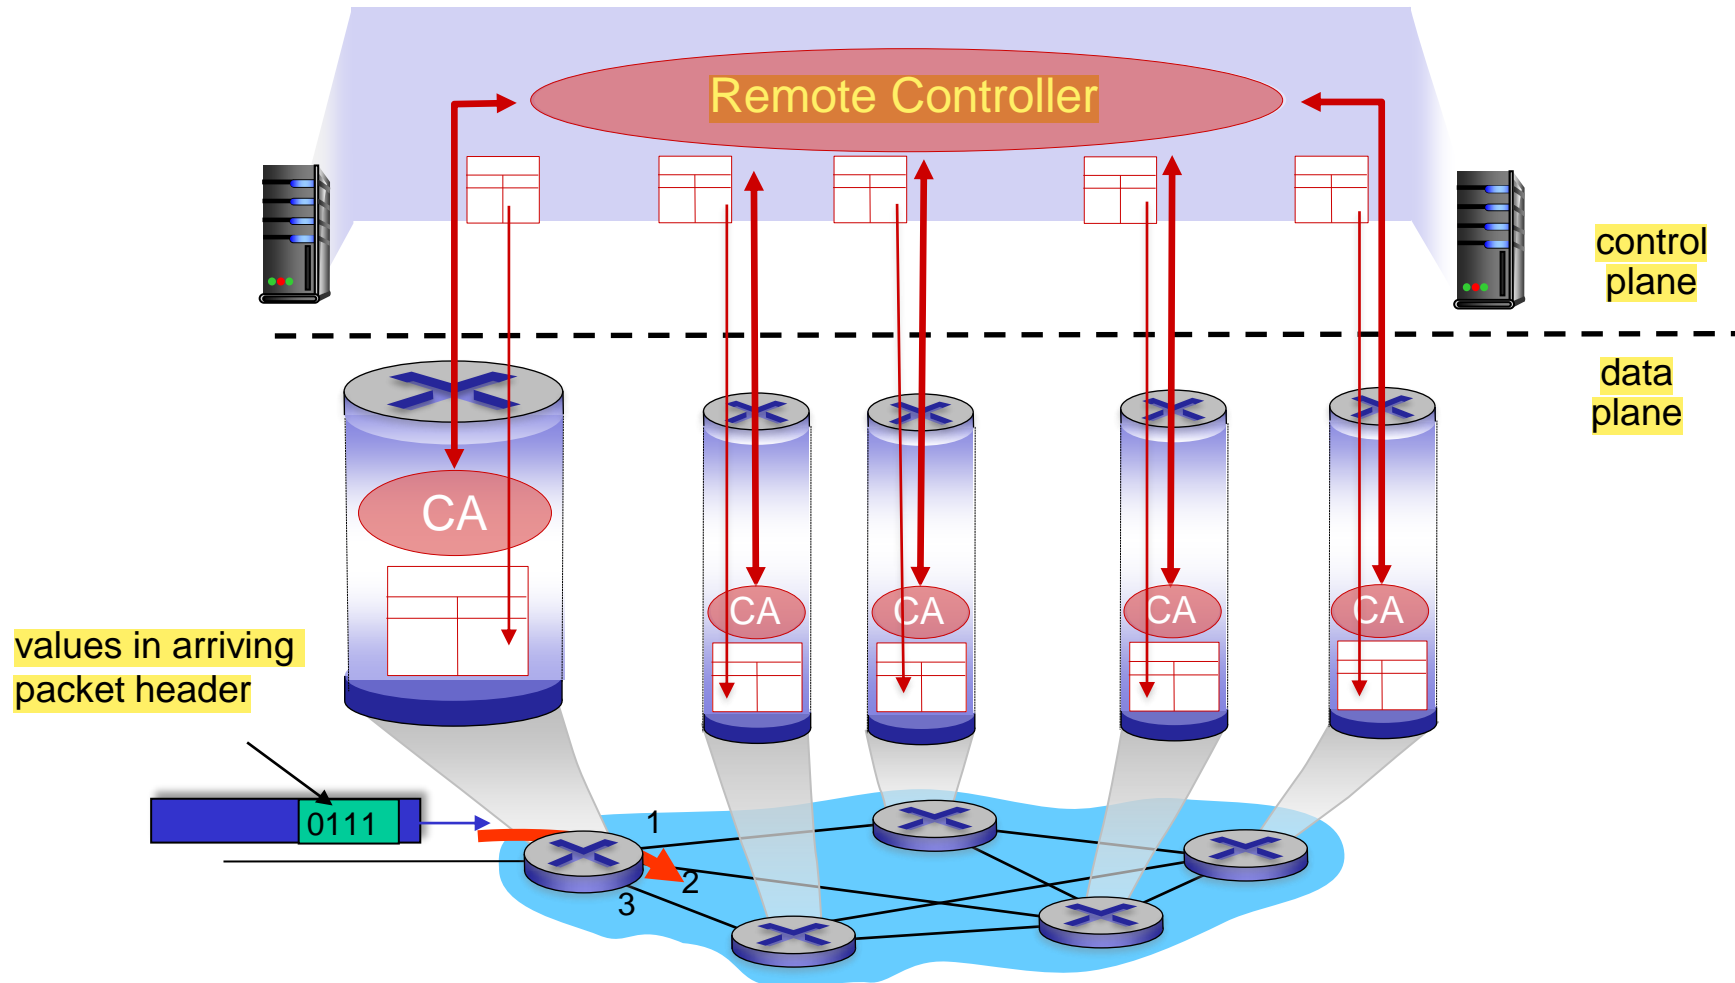 Remote Controller
control
plane
data
plane
CA
CA
CA
CA
CA
values in arriving
packet header
0111
1
2
3